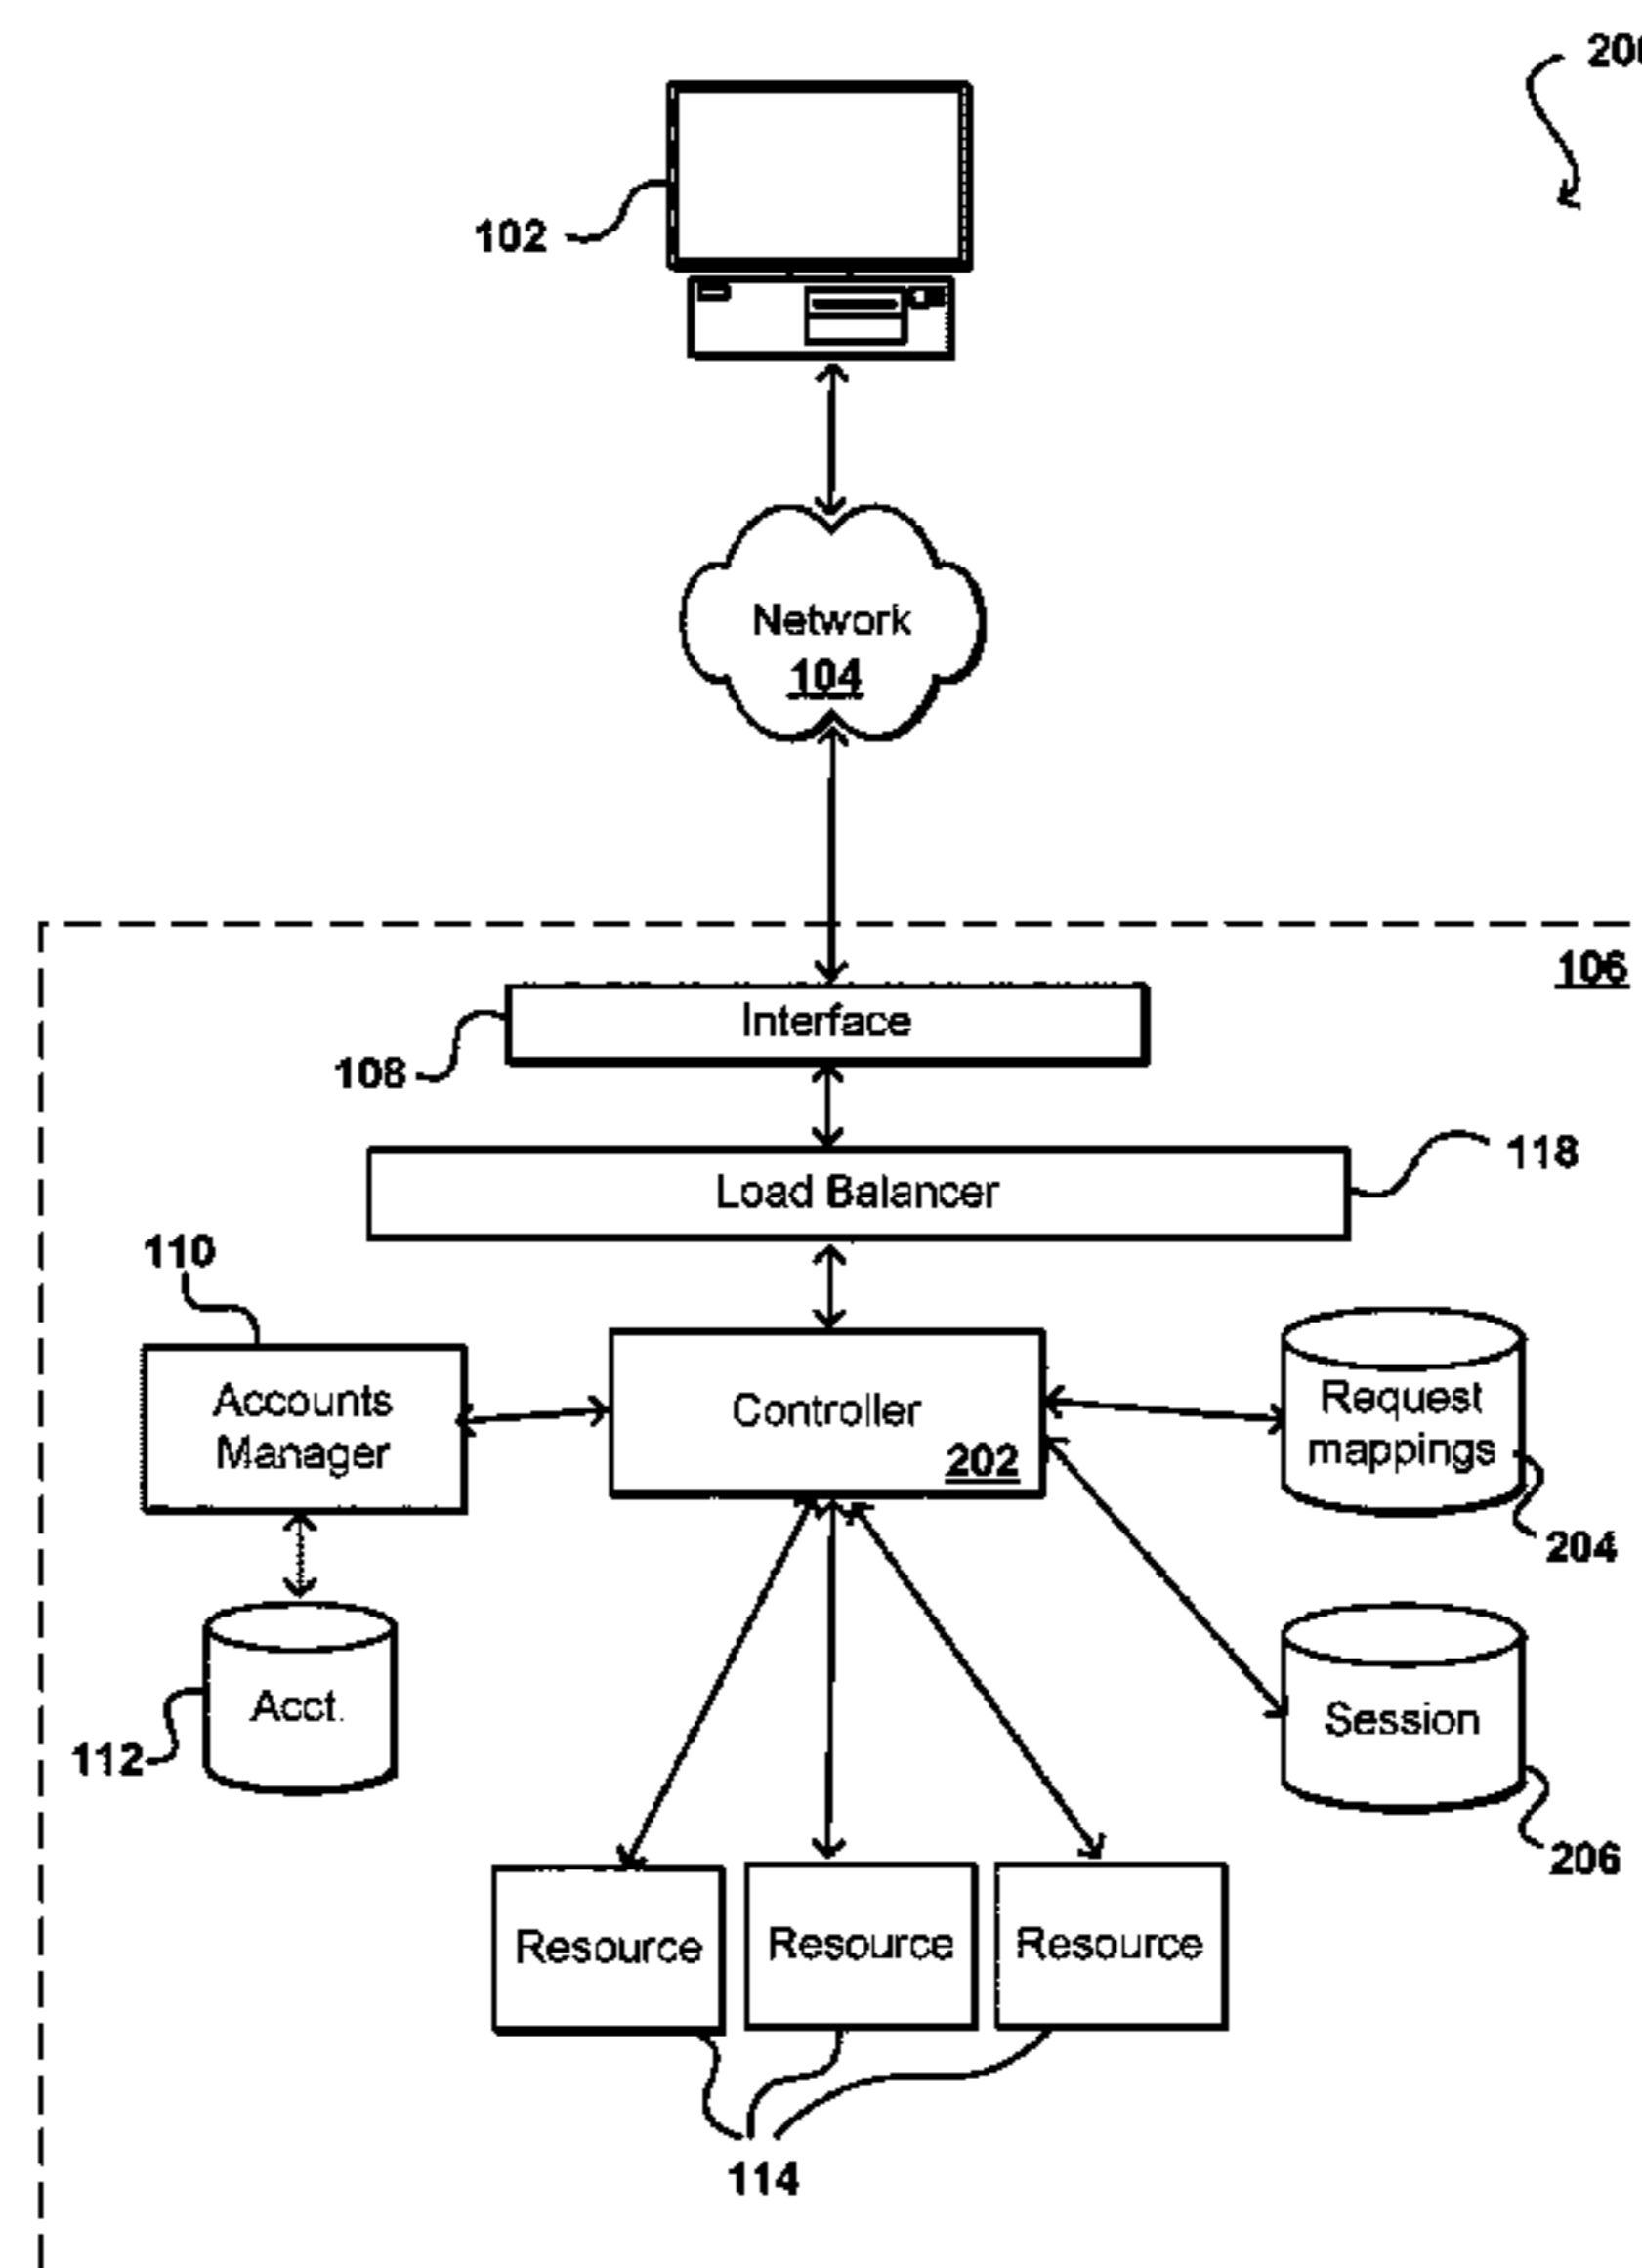 200
102
Network
104
106
Interface
108
118
Load Balancer
110
Accounts
Manager
Controller
202
Request
mappings
204
Acct.
112
Session
206
Resource
Resource
Resource
114